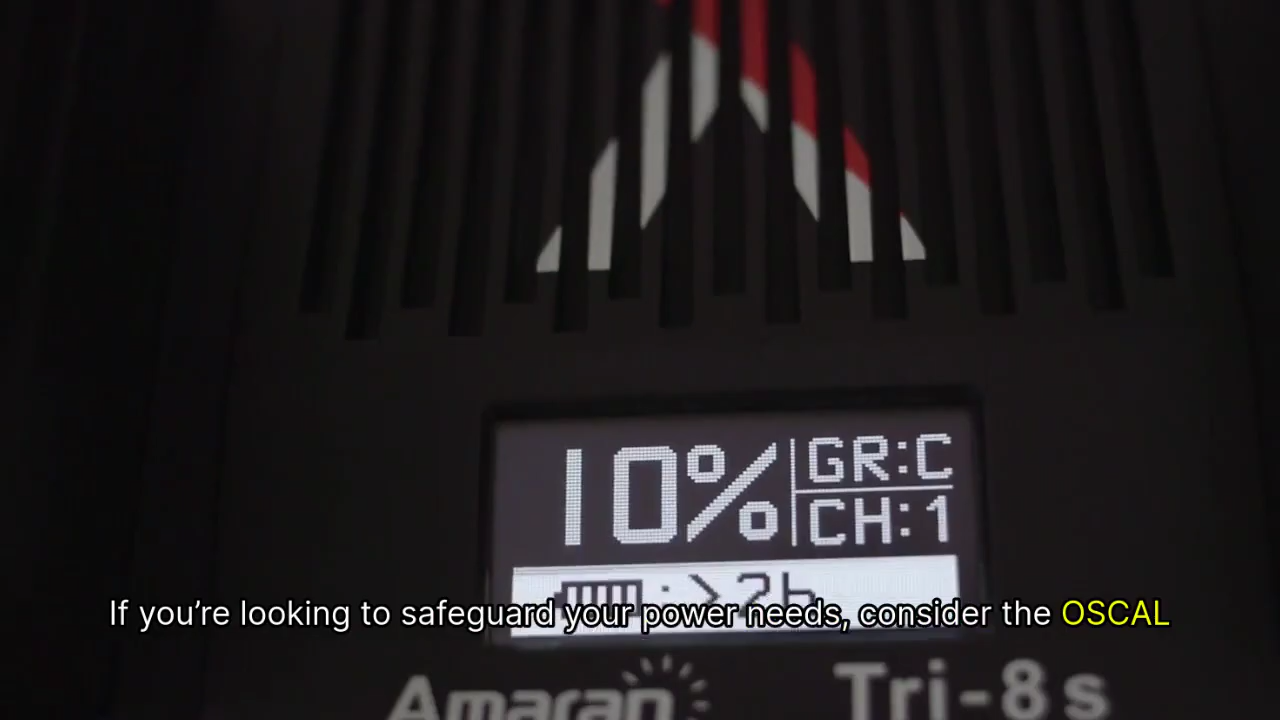 10%
GR:C
CH:1
:>2h
If you’re looking to safeguard your power needs, consider the OSCAL
Amaran
Tri-8s